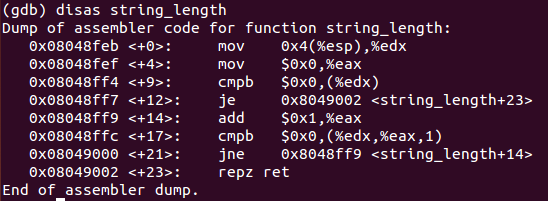 (gdb) disas string_length
Dump of assembler code for function string_length:
   0x08048feb <+0>:     mov    0x4(%esp),%edx
   0x08048fef <+4>:     mov    $0x0,%eax
   0x08048ff4 <+9>:     cmpb   $0x0,(%edx)
   0x08048ff7 <+12>:    je     0x8049002 <string_length+23>
   0x08048ff9 <+14>:    add    $0x1,%eax
   0x08048ffc <+17>:    cmpb   $0x0,(%edx,%eax,1)
   0x08049000 <+21>:    jne    0x8048ff9 <string_length+14>
   0x08049002 <+23>:    repz ret
End of assembler dump.